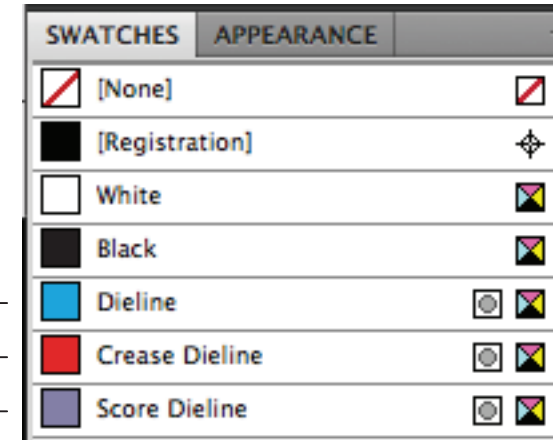 SWATCHES APPEARANCE
[None]
[Registration]
White
Black
Dieline
Crease Dieline
Score Dieline